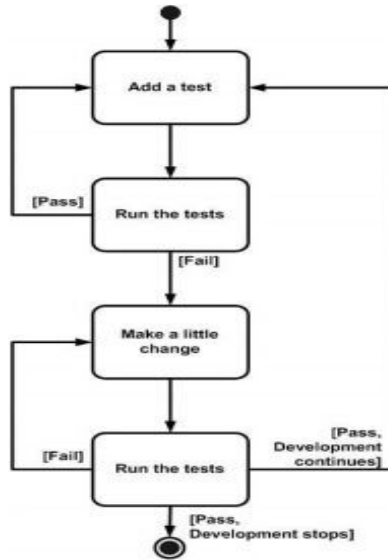 Add a test
[Pass]
Run the tests
[Fail]
Make a little
change
[Pass,
Development
continues]
[Fail]
Run the tests
[Pass,
Development stops]